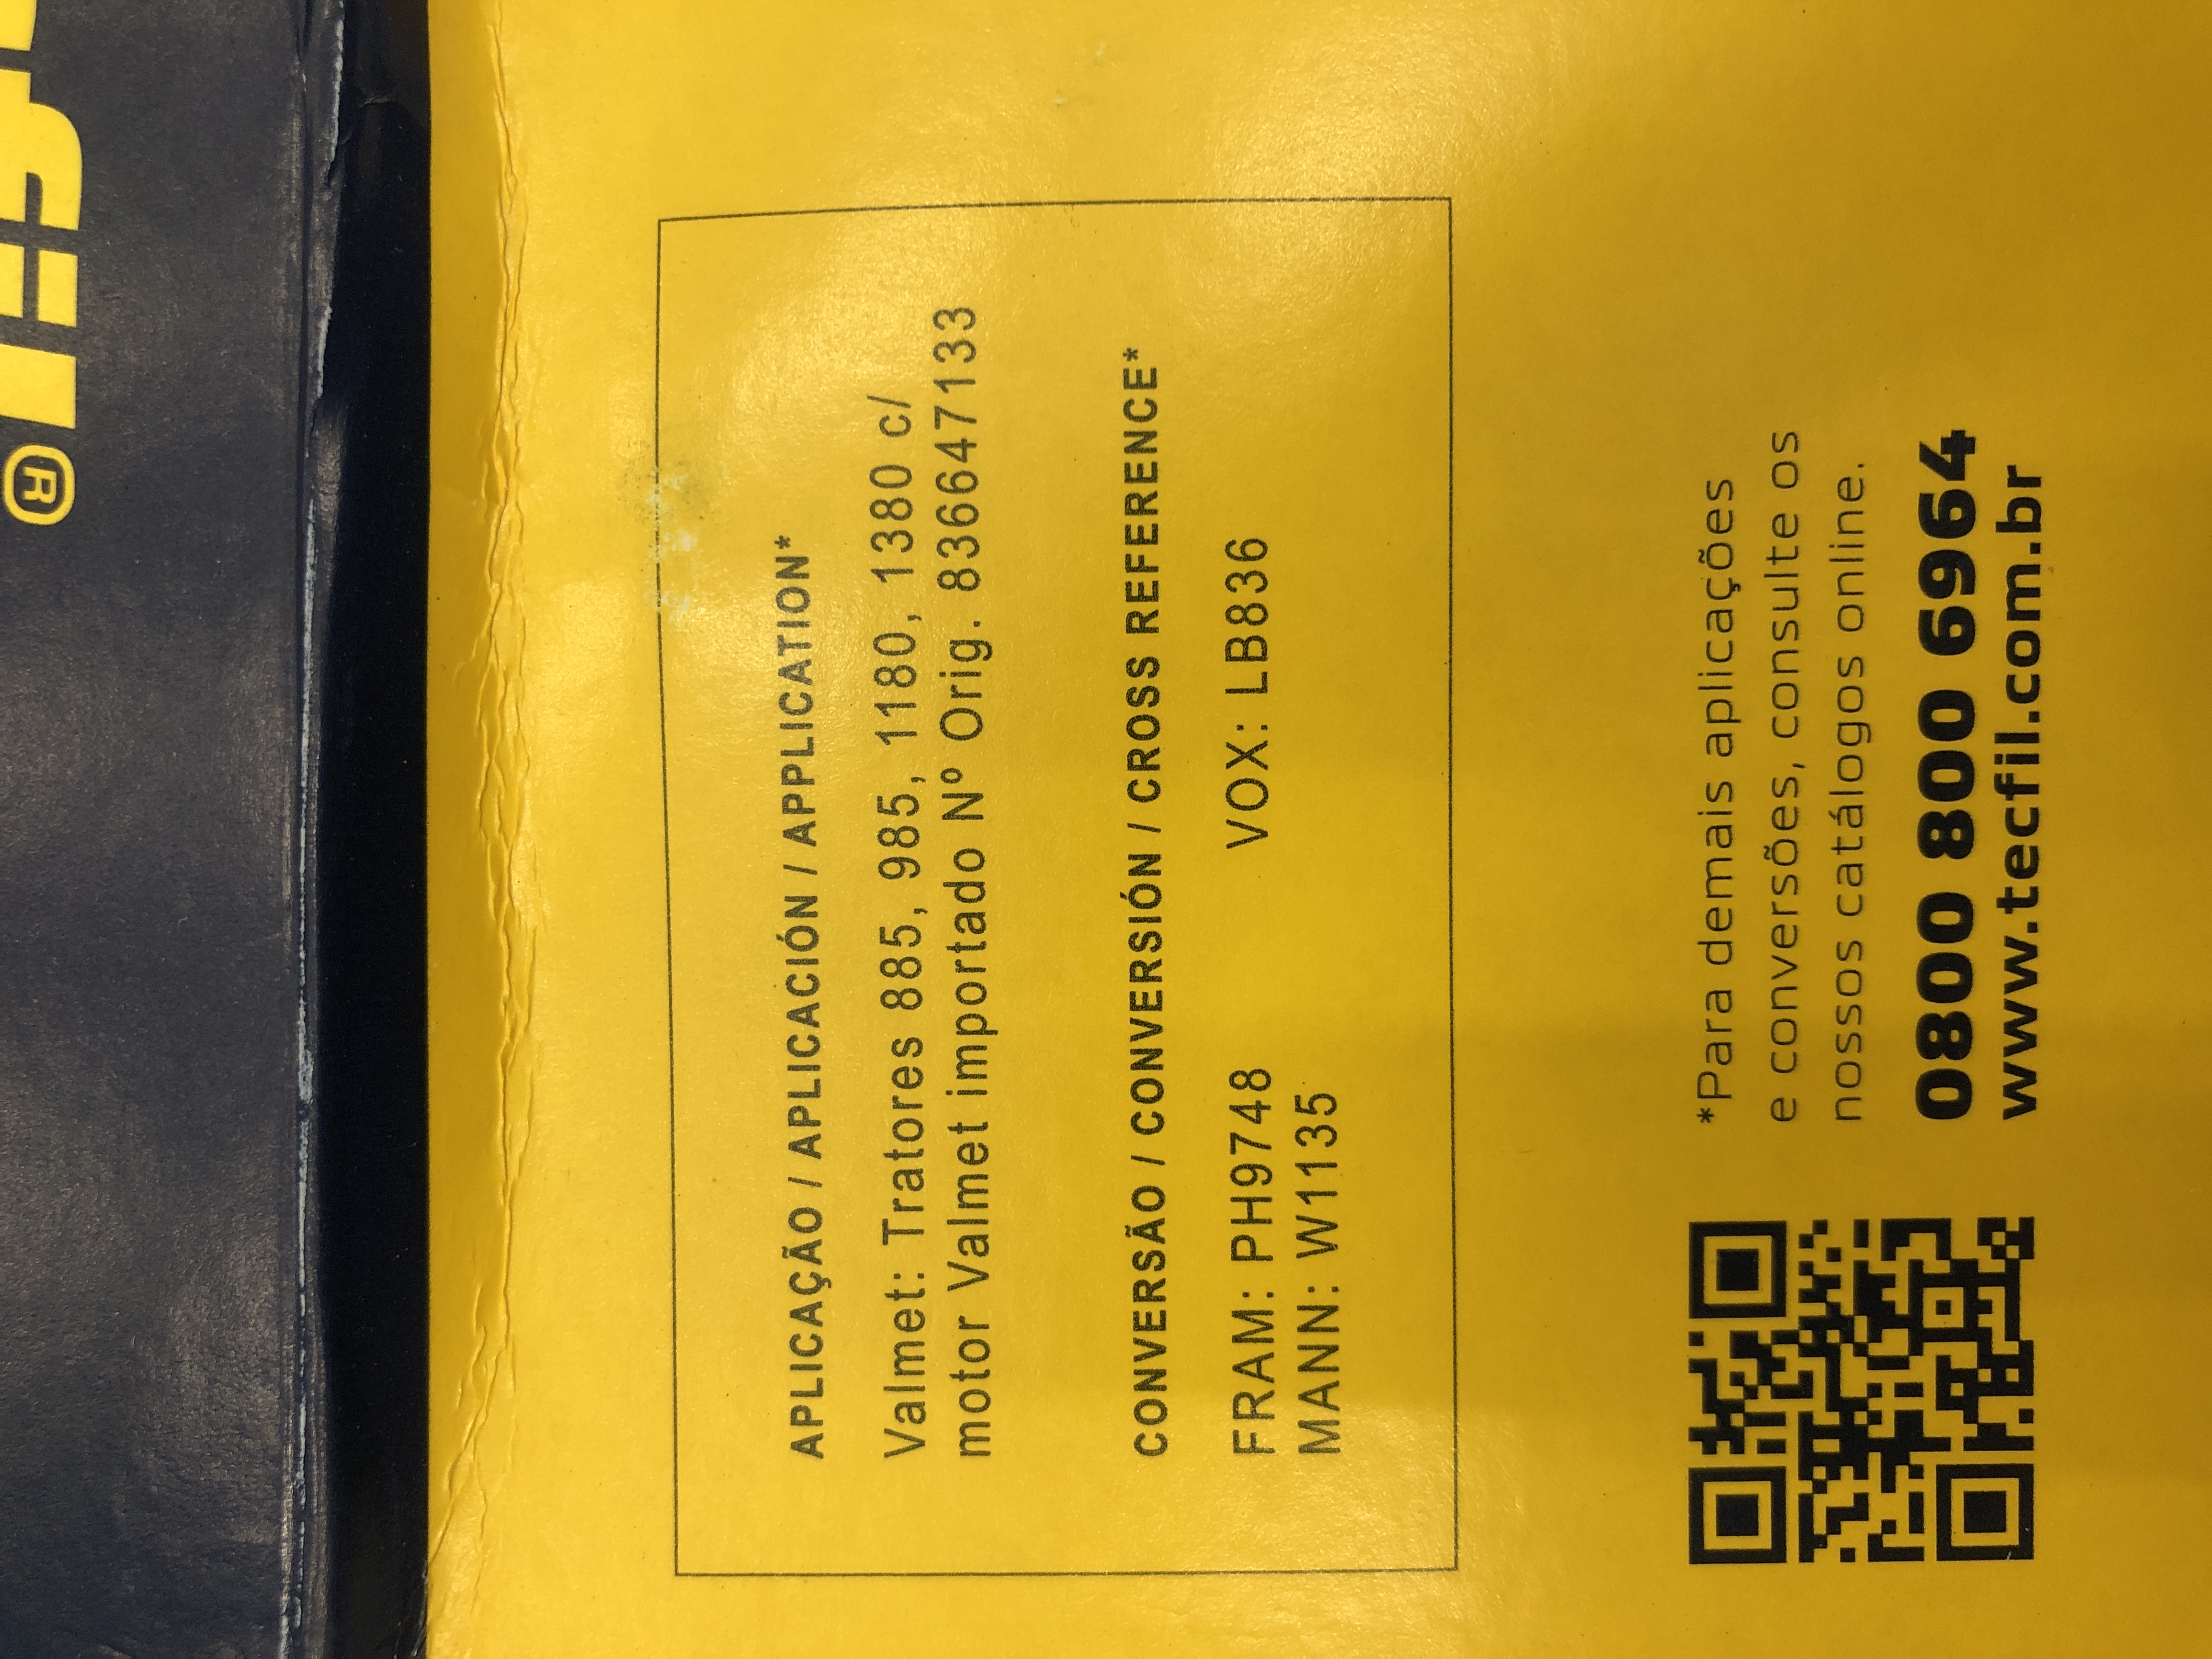 fil®
APLICAÇÃO / APLICACIÓN / APPLICATION*
Valmet: Tratores 885, 985, 1180, 1380 c/
motor Valmet importado Nº Orig. 836647133
CONVERSÃO / CONVERSIÓN / CROSS REFERENCE*
FRAM: PH9748 VOX: LB836
MANN: W1135
*Para demais aplicações
e conversões, consulte os
nossos catálogos online.
0800 800 6964
www.tecfil.com.br